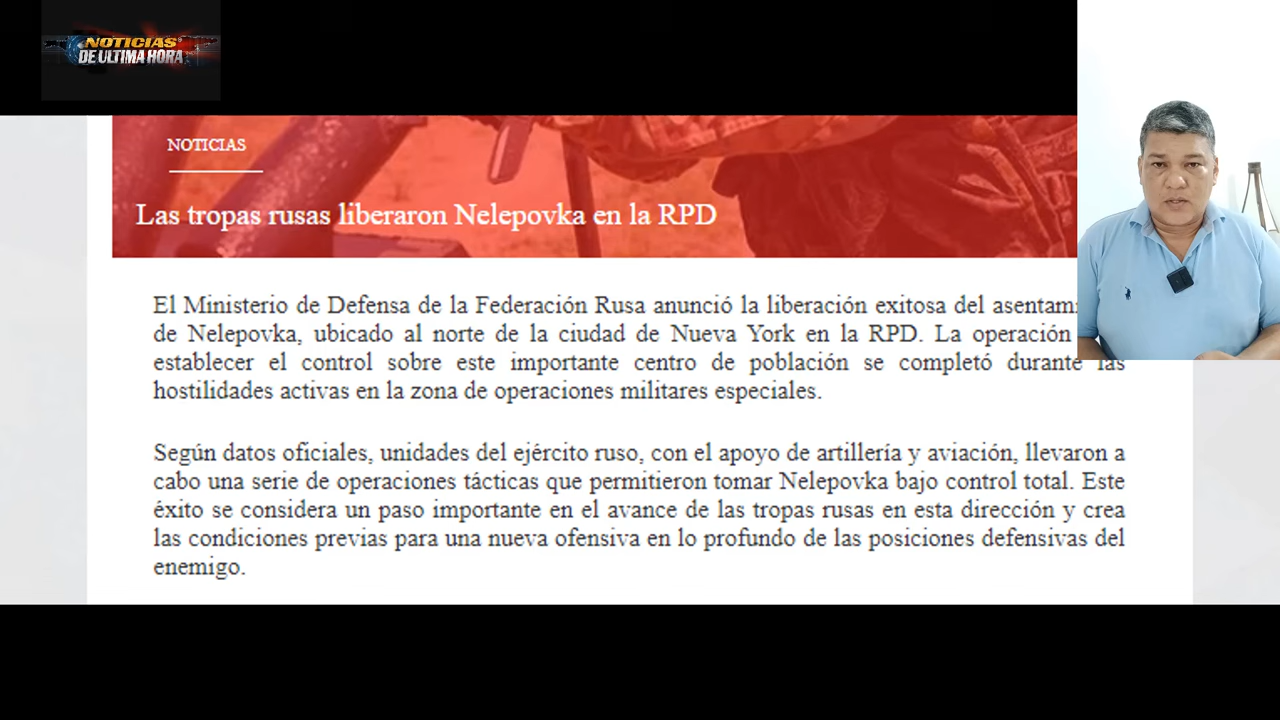 NOTICIAS
DE ULTIMA HORA
NOTICIAS
Las tropas rusas liberaron Nelepovka en la RPD
El Ministerio de Defensa de la Federación Rusa anunció la liberación exitosa del
de Nelepovka, ubicado al norte de la ciudad de Nueva York en la RPD. La operación
establecer el control sobre este importante centro de población se completó durante las
hostilidades activas en la zona de operaciones militares especiales.
Según datos oficiales, unidades del ejército ruso, con el apoyo de artillería y aviación, llevaron a
cabo una serie de operaciones tácticas que permitieron tomar Nelepovka bajo control total. Este
éxito se considera un paso importante en el avance de las tropas rusas en esta dirección y crea
las condiciones previas para una nueva ofensiva en lo profundo de las posiciones defensivas del
enemigo.